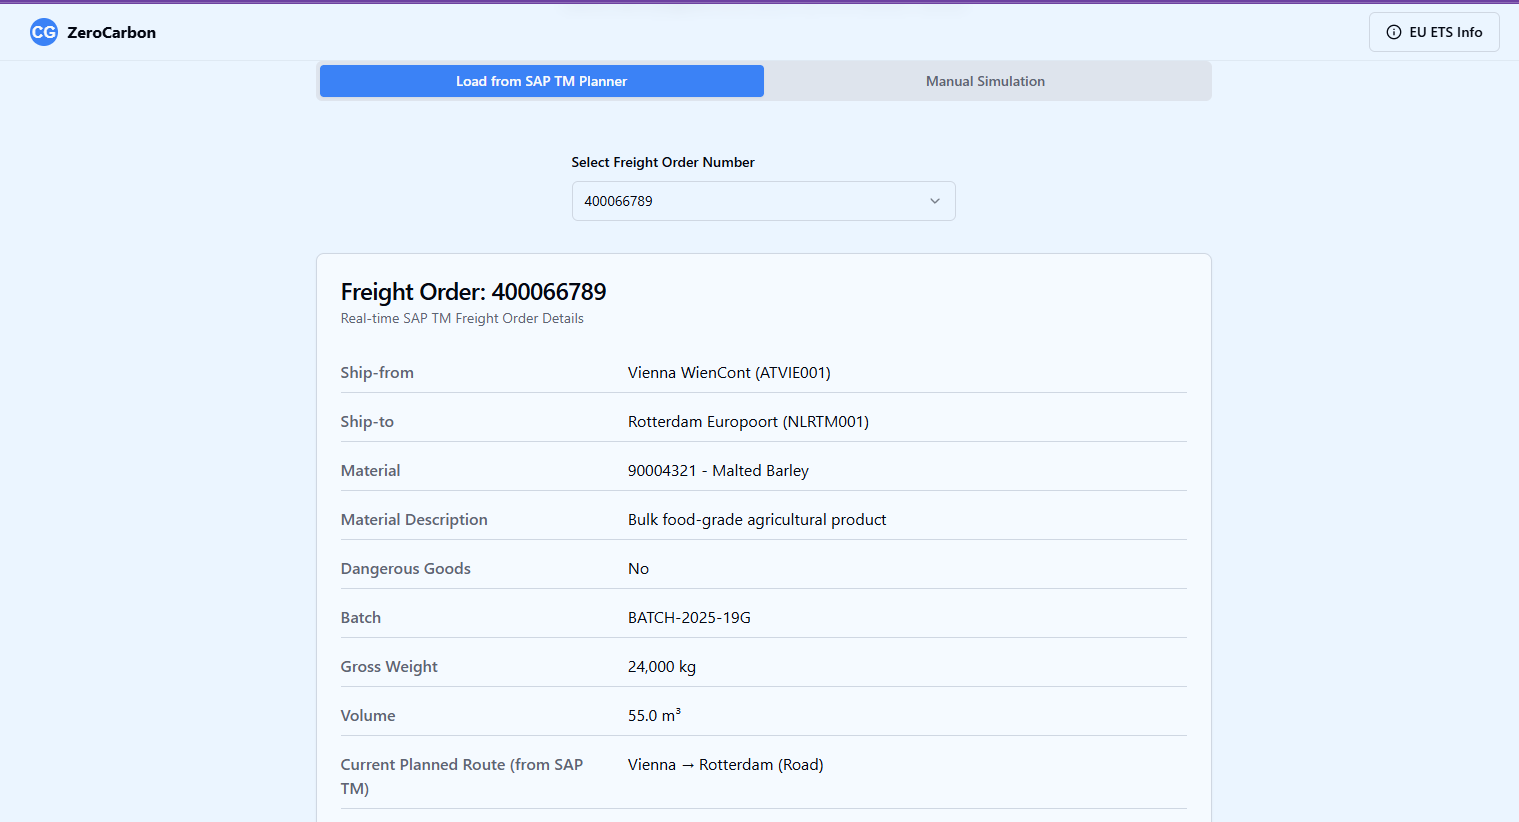 CG ZeroCarbon
EU ETS Info
Load from SAP TM Planner
Manual Simulation
Select Freight Order Number
400066789
Freight Order: 400066789
Real-time SAP TM Freight Order Details
Ship-from
Vienna WienCont (ATVIE001)
Ship-to
Rotterdam Europoort (NLRTM001)
Material
90004321 - Malted Barley
Material Description
Bulk food-grade agricultural product
Dangerous Goods
No
Batch
BATCH-2025-19G
Gross Weight
24,000 kg
Volume
55.0 m³
Current Planned Route (from SAP
TM)
Vienna → Rotterdam (Road)